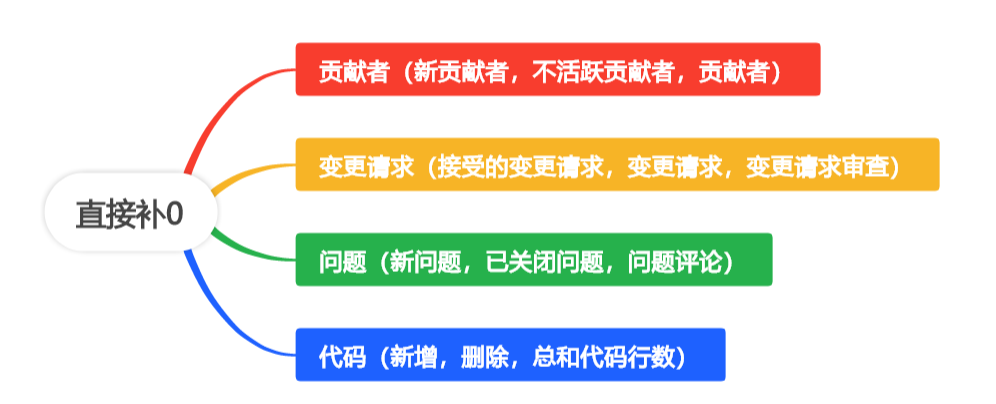 贡献者（新贡献者，不活跃贡献者，贡献者）
变更请求（接受的变更请求，变更请求，变更请求审查）
直接补0
问题（新问题，已关闭问题，问题评论）
代码（新增，删除，总和代码行数）